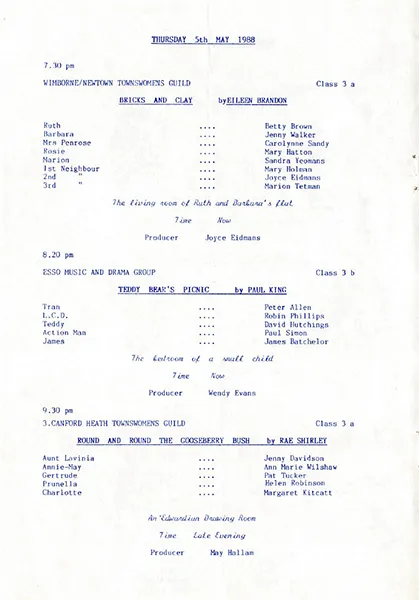 THURSDAY 5th MAY 1988
7.30 pm
WIMBORNE/NEWTOWN TOWNSWOMENS GUILD Class 3 a
BRICKS AND CLAY by EILEEN BRANDON
Ruth .... Betty Brown
Barbara .... Jenny Walker
Mrs Penrose .... Carolynne Sandy
Rosie .... Mary Hatton
Marion .... Sandra Yeomans
1st Neighbour .... Mary Holman
2nd " .... Joyce Eidmans
3rd " .... Marion Tetman
The living room of Ruth and Barbara's flat
Time Now
Producer Joyce Eidmans
8.20 pm
ESSO MUSIC AND DRAMA GROUP Class 3 b
TEDDY BEAR'S PICNIC by PAUL KING
Tran .... Peter Allen
L.C.D. .... Robin Phillips
Teddy .... David Hutchings
Action Man .... Paul Simon
James .... James Batchelor
The bedroom of a small child
Time Now
Producer Wendy Evans
9.30 pm
3.CANFORD HEATH TOWNSWOMENS GUILD Class 3 a
ROUND AND ROUND THE GOOSEBERRY BUSH by RAE SHIRLEY
Aunt Lavinia .... Jenny Davidson
Annie-May .... Ann Marie Wilshaw
Gertrude .... Pat Tucker
Prunella .... Helen Robinson
Charlotte .... Margaret Kitcatt
An Edwardian Drawing Room
Time Late Evening
Producer May Hallam